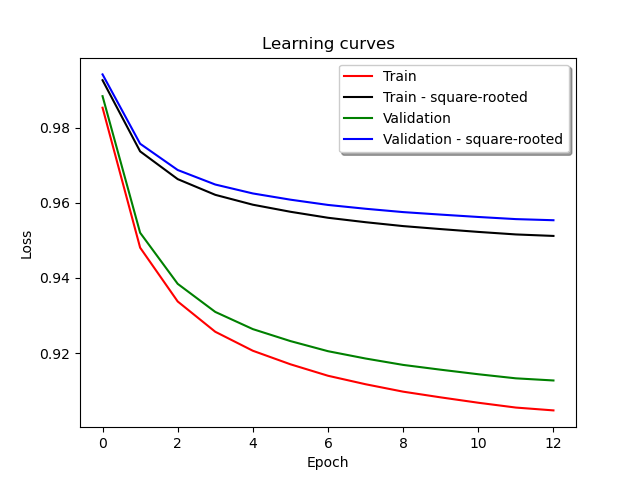 Learning curves
Train
Train - square-rooted
Validation
Validation - square-rooted
0.98
0.96
0.94
0.92
Loss
0 2 4 6 8 10 12
Epoch